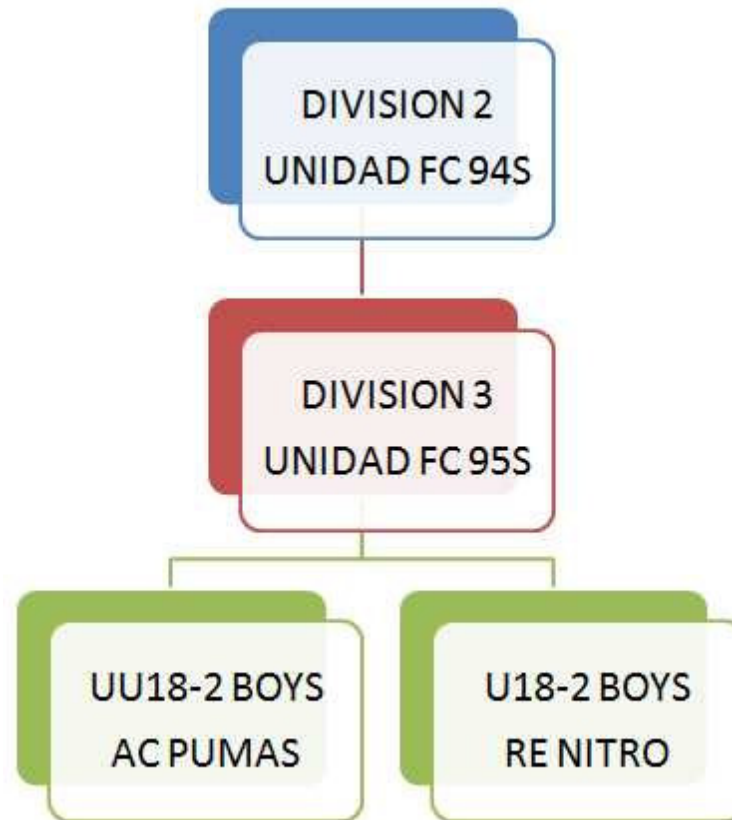 DIVISION 2
UNIDAD FC 94S
DIVISION 3
UNIDAD FC 95S
UU18-2 BOYS
AC PUMAS
U18-2 BOYS
RE NITRO